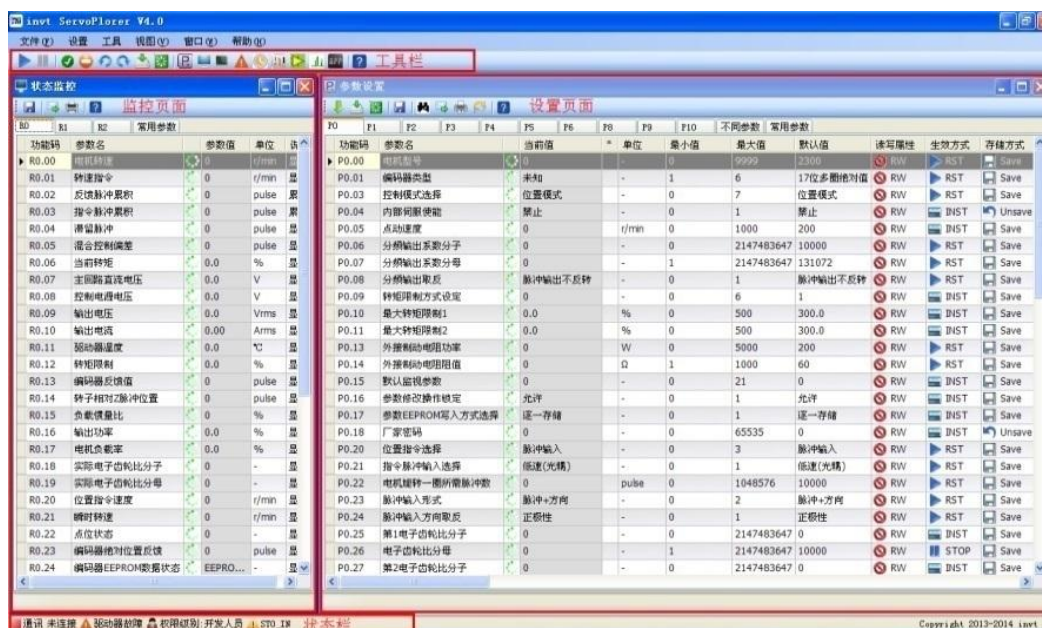 invt ServoPlorer V4.0
文件(F) 设置 工具 视图(V) 窗口(W) 帮助(H)
工具栏
状态监控
监控页面
R0 R1 R2 常用参数
功能码 参数名 参数值 单位
R0.00 电机转速 0 r/min 显
R0.01 转速指令 0 r/min 显
R0.02 反馈脉冲累积 0 pulse 累
R0.03 指令脉冲累积 0 pulse 累
R0.04 滞留脉冲 0 pulse 显
R0.05 混合控制偏差 0 pulse 显
R0.06 当前转矩 0.0 % 显
R0.07 主回路直流电压 0.0 V 显
R0.08 控制电源电压 0.0 V 显
R0.09 输出电压 0.0 Vrms 显
R0.10 输出电流 0.00 Arms 显
R0.11 驱动器温度 0.0 ℃ 显
R0.12 转矩限制 0.0 % 显
R0.13 编码器反馈值 0 pulse 显
R0.14 转子相对Z脉冲位置 0 pulse 显
R0.15 负载惯量比 0 % 显
R0.16 输出功率 0.0 % 显
R0.17 电机负载率 0.0 % 显
R0.18 实际电子齿轮比分子 0 - 显
R0.19 实际电子齿轮比分母 0 - 显
R0.20 位置指令速度 0 r/min 显
R0.21 瞬时转速 0 r/min 显
R0.22 点位状态 0 - 显
R0.23 编码器绝对位置反馈 0 pulse 显
R0.24 编码器EEPROM数据状态 EEPRO... - 显
参数设置
设置页面
P0 P1 P2 P3 P4 P5 P6 P8 P9 P10 不同参数 常用参数
功能码 参数名 当前值 * 单位 最小值 最大值 默认值 读写属性 生效方式 存储方式
P0.00 电机型号 0 - 0 9999 2300 RW RST Save
P0.01 编码器类型 未知 - 1 6 17位多圈绝对值 RW RST Save
P0.03 控制模式选择 位置模式 - 0 7 位置模式 RW RST Save
P0.04 内部伺服使能 禁止 - 0 1 禁止 RW INST Unsave
P0.05 点动速度 0 r/min 0 1000 200 RW INST Save
P0.06 分频输出系数分子 0 - 0 2147483647 10000 RW RST Save
P0.07 分频输出系数分母 0 - 1 2147483647 131072 RW RST Save
P0.08 分频输出取反 脉冲输出不反转 - 0 1 脉冲输出不反转 RW RST Save
P0.09 转矩限制方式设定 0 - 0 6 1 RW INST Save
P0.10 最大转矩限制1 0.0 % 0 500 300.0 RW INST Save
P0.11 最大转矩限制2 0.0 % 0 500 300.0 RW INST Save
P0.13 外接制动电阻功率 0 W 0 5000 200 RW RST Save
P0.14 外接制动电阻阻值 0 Ω 1 1000 60 RW RST Save
P0.15 默认监视参数 0 - 0 21 0 RW INST Save
P0.16 参数修改操作锁定 允许 - 0 1 允许 RW INST Save
P0.17 参数EEPROM写入方式选择 逐一存储 - 0 1 逐一存储 RW INST Save
P0.18 厂家密码 0 - 0 65535 0 RW INST Unsave
P0.20 位置指令选择 脉冲输入 - 0 3 脉冲输入 RW RST Save
P0.21 指令脉冲输入选择 低速(光耦) - 0 1 低速(光耦) RW RST Save
P0.22 电机旋转一圈所需脉冲数 0 pulse 0 1048576 10000 RW RST Save
P0.23 脉冲输入形式 脉冲+方向 - 0 2 脉冲+方向 RW RST Save
P0.24 脉冲输入方向取反 正极性 - 0 1 正极性 RW RST Save
P0.25 第1电子齿轮比分子 0 - 0 2147483647 0 RW INST Save
P0.26 电子齿轮比分母 0 - 1 2147483647 10000 RW STOP Save
P0.27 第2电子齿轮比分子 0 - 0 2147483647 0 RW INST Save
通讯 未连接 驱动器故障 权限级别:开发人员 STO IN 状态栏
Copyright 2013-2014 invt